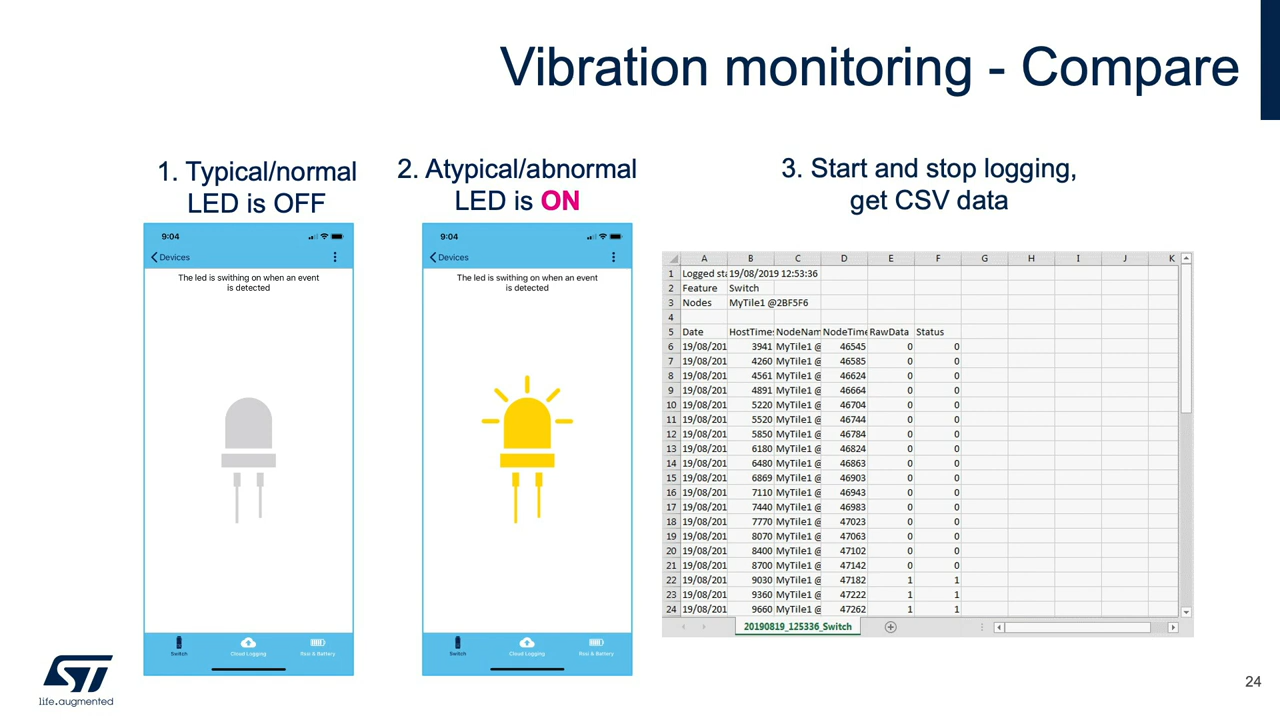 Vibration monitoring - Compare
1. Typical/normal
LED is OFF
2. Atypical/abnormal
LED is ON
3. Start and stop logging,
get CSV data
9:04
Devices
The led is swithing on when an event
is detected
Switch Cloud Logging Rssi & Battery
9:04
Devices
The led is swithing on when an event
is detected
Switch Cloud Logging Rssi & Battery
A B C D E F G H I J K
1 Logged sta 19/08/2019 12:53:36
2 Feature Switch
3 Nodes MyTile1 @2BF5F6
4
5 Date HostTimes NodeNam NodeTime RawData Status
6 19/08/201 3941 MyTile1 @ 46545 0 0
7 19/08/201 4260 MyTile1 @ 46585 0 0
8 19/08/201 4561 MyTile1 @ 46624 0 0
9 19/08/201 4891 MyTile1 @ 46664 0 0
10 19/08/201 5220 MyTile1 @ 46704 0 0
11 19/08/201 5520 MyTile1 @ 46744 0 0
12 19/08/201 5850 MyTile1 @ 46784 0 0
13 19/08/201 6180 MyTile1 @ 46824 0 0
14 19/08/201 6480 MyTile1 @ 46863 0 0
15 19/08/201 6869 MyTile1 @ 46903 0 0
16 19/08/201 7110 MyTile1 @ 46943 0 0
17 19/08/201 7440 MyTile1 @ 46983 0 0
18 19/08/201 7770 MyTile1 @ 47023 0 0
19 19/08/201 8070 MyTile1 @ 47063 0 0
20 19/08/201 8400 MyTile1 @ 47102 0 0
21 19/08/201 8700 MyTile1 @ 47142 0 0
22 19/08/201 9030 MyTile1 @ 47182 1 1
23 19/08/201 9360 MyTile1 @ 47222 1 1
24 19/08/201 9660 MyTile1 @ 47262 1 1
20190819_125336_Switch
ST
life.augmented
24